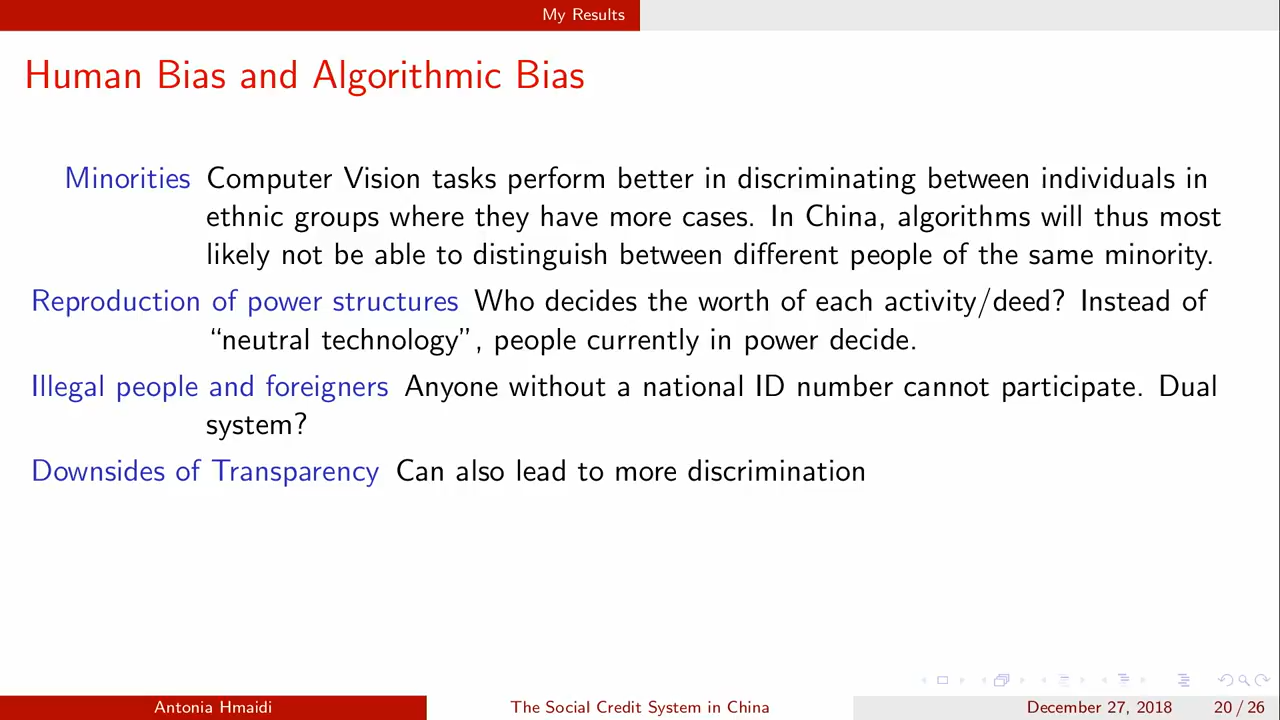 My Results
Human Bias and Algorithmic Bias
Minorities Computer Vision tasks perform better in discriminating between individuals in
ethnic groups where they have more cases. In China, algorithms will thus most
likely not be able to distinguish between different people of the same minority.
Reproduction of power structures Who decides the worth of each activity/deed? Instead of
“neutral technology”, people currently in power decide.
Illegal people and foreigners Anyone without a national ID number cannot participate. Dual
system?
Downsides of Transparency Can also lead to more discrimination
Antonia Hmaidi The Social Credit System in China December 27, 2018 20 / 26